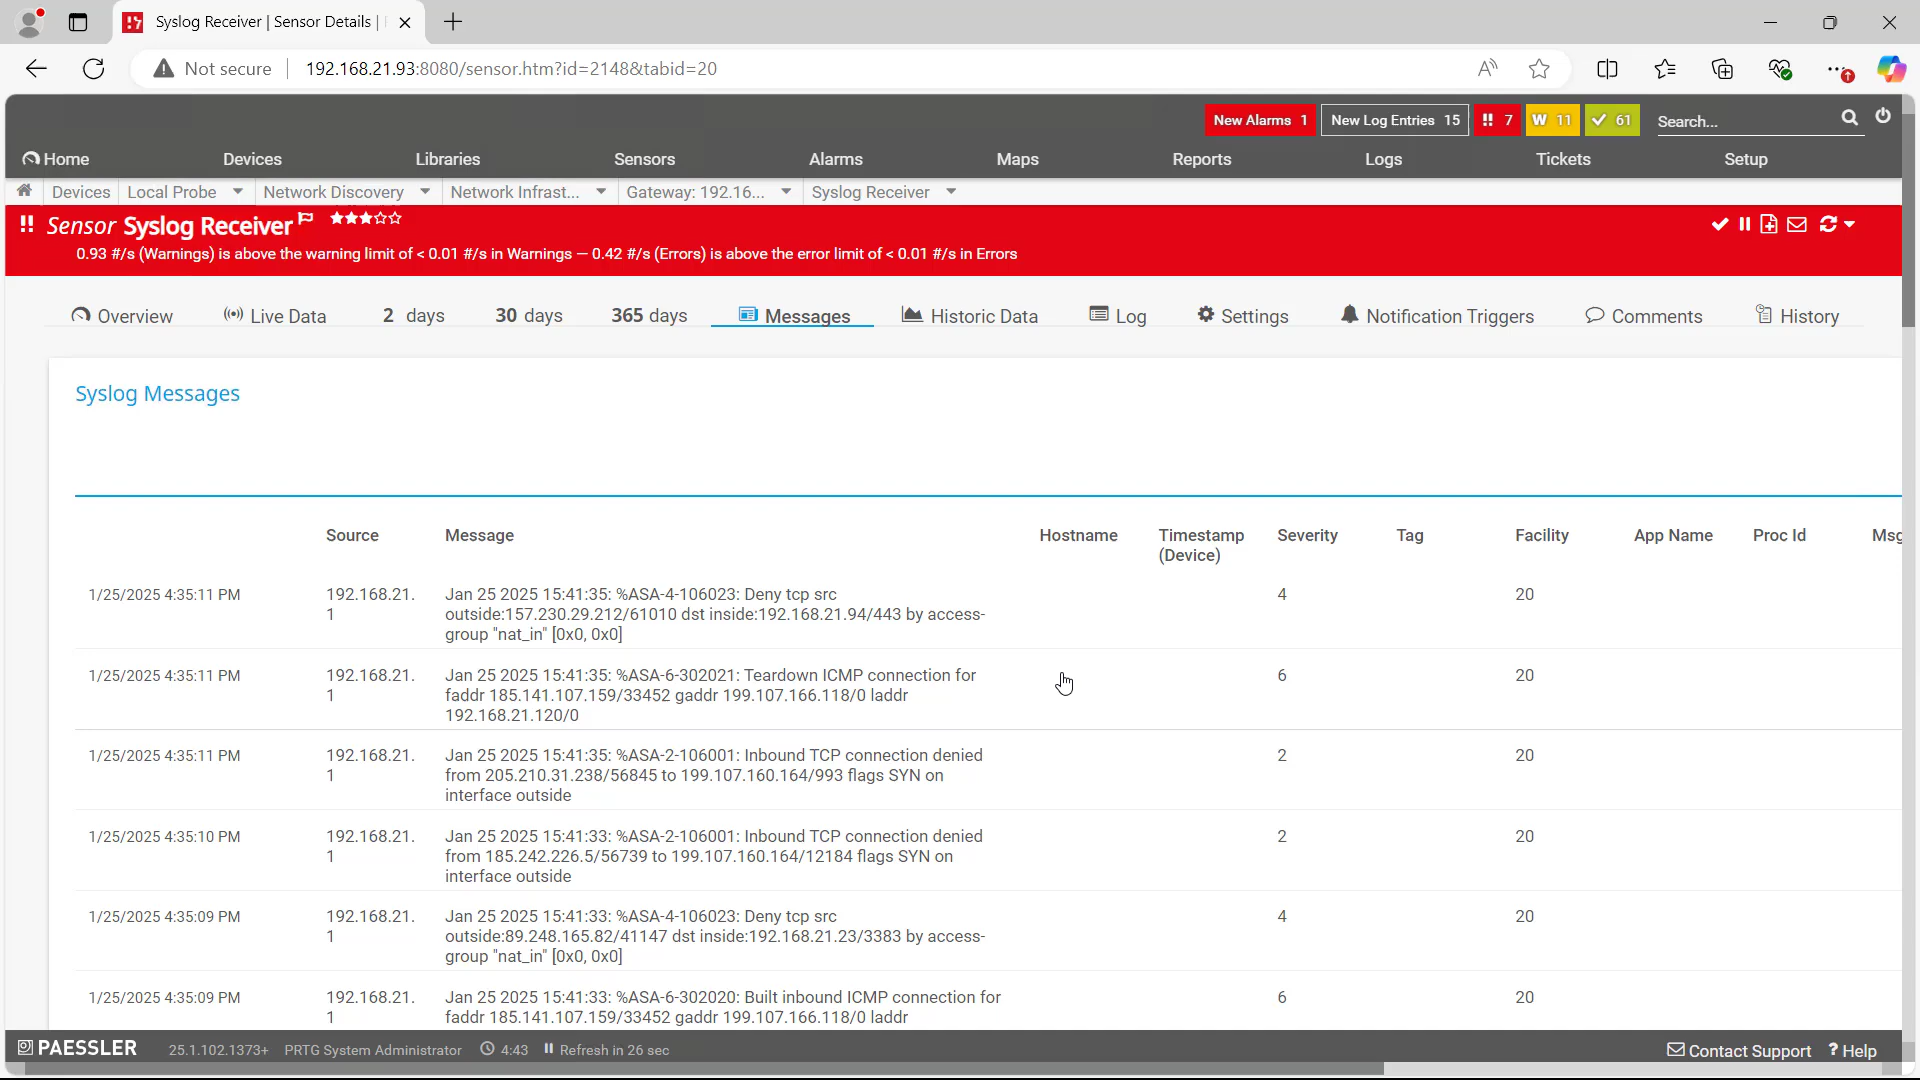 Syslog Receiver | Sensor Details |
Not secure 192.168.21.93:8080/sensor.htm?id=2148&tabid=20
New Alarms 1 New Log Entries 15 !! 7 W 11 61 Search...
Home Devices Libraries Sensors Alarms Maps Reports Logs Tickets Setup
Devices Local Probe Network Discovery Network Infrast... Gateway: 192.16... Syslog Receiver
!! Sensor Syslog Receiver
0.93 #/s (Warnings) is above the warning limit of < 0.01 #/s in Warnings — 0.42 #/s (Errors) is above the error limit of < 0.01 #/s in Errors
Overview Live Data 2 days 30 days 365 days Messages Historic Data Log Settings Notification Triggers Comments History
Syslog Messages
Source Message Hostname Timestamp Severity Tag Facility App Name Proc Id Msg
(Device)
1/25/2025 4:35:11 PM 192.168.21. Jan 25 2025 15:41:35: %ASA-4-106023: Deny tcp src 4 20
1 outside:157.230.29.212/61010 dst inside:192.168.21.94/443 by access-
group "nat_in" [0x0, 0x0]
1/25/2025 4:35:11 PM 192.168.21. Jan 25 2025 15:41:35: %ASA-6-302021: Teardown ICMP connection for 6 20
1 faddr 185.141.107.159/33452 gaddr 199.107.166.118/0 laddr
192.168.21.120/0
1/25/2025 4:35:11 PM 192.168.21. Jan 25 2025 15:41:35: %ASA-2-106001: Inbound TCP connection denied 2 20
1 from 205.210.31.238/56845 to 199.107.160.164/993 flags SYN on
interface outside
1/25/2025 4:35:10 PM 192.168.21. Jan 25 2025 15:41:33: %ASA-2-106001: Inbound TCP connection denied 2 20
1 from 185.242.226.5/56739 to 199.107.160.164/12184 flags SYN on
interface outside
1/25/2025 4:35:09 PM 192.168.21. Jan 25 2025 15:41:33: %ASA-4-106023: Deny tcp src 4 20
1 outside:89.248.165.82/41147 dst inside:192.168.21.23/3383 by access-
group "nat_in" [0x0, 0x0]
1/25/2025 4:35:09 PM 192.168.21. Jan 25 2025 15:41:33: %ASA-6-302020: Built inbound ICMP connection for 6 20
1 faddr 185.141.107.159/33452 gaddr 199.107.166.118/0 laddr
PAESSLER 25.1.102.1373+ PRTG System Administrator 4:43 Refresh in 26 sec Contact Support ? Help